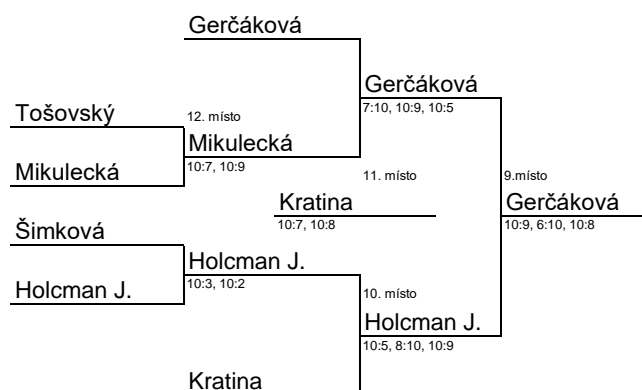 Gerčáková
Gerčáková
7:10, 10:9, 10:5
Tošovský
12. místo
Mikulecká
10:7, 10:9
Mikulecká
11. místo
9.místo
Kratina
10:7, 10:8
Gerčáková
10:9, 6:10, 10:8
Šimková
Holcman J.
10:3, 10:2
Holcman J.
10. místo
Holcman J.
10:5, 8:10, 10:9
Kratina